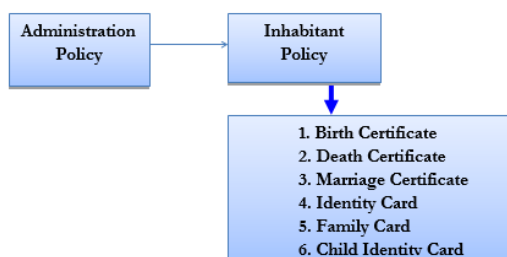 Administration
Policy
Inhabitant
Policy
1. Birth Certificate
2. Death Certificate
3. Marriage Certificate
4. Identity Card
5. Family Card
6. Child Identity Card